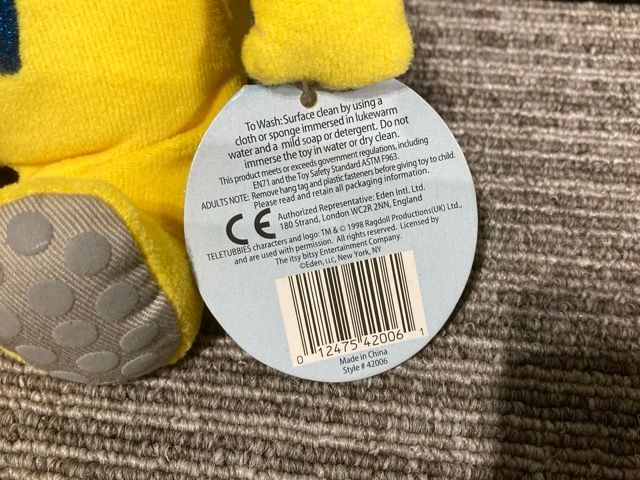 To Wash: Surface clean by using a
cloth or sponge immersed in lukewarm
water and a mild soap or detergent. Do not
immerse the toy in water or dry clean.
This product meets or exceeds government regulations, including
EN71 and the Toy Safety Standard ASTM F963.
ADULTS NOTE: Remove hang tag and plastic fasteners before giving toy to child.
Please read and retain all packaging information.
CE Authorized Representative: Eden Intl. Ltd.
180 Strand, London WC2R 2NN, England
TELETUBBIES characters and logo: TM & © 1998 Ragdoll Productions(UK) Ltd.,
and are used with permission. All rights reserved. Licensed by
The itsy bitsy Entertainment Company.
©Eden, LLC, New York, NY
0 12475 42006 1
Made in China
Style # 42006